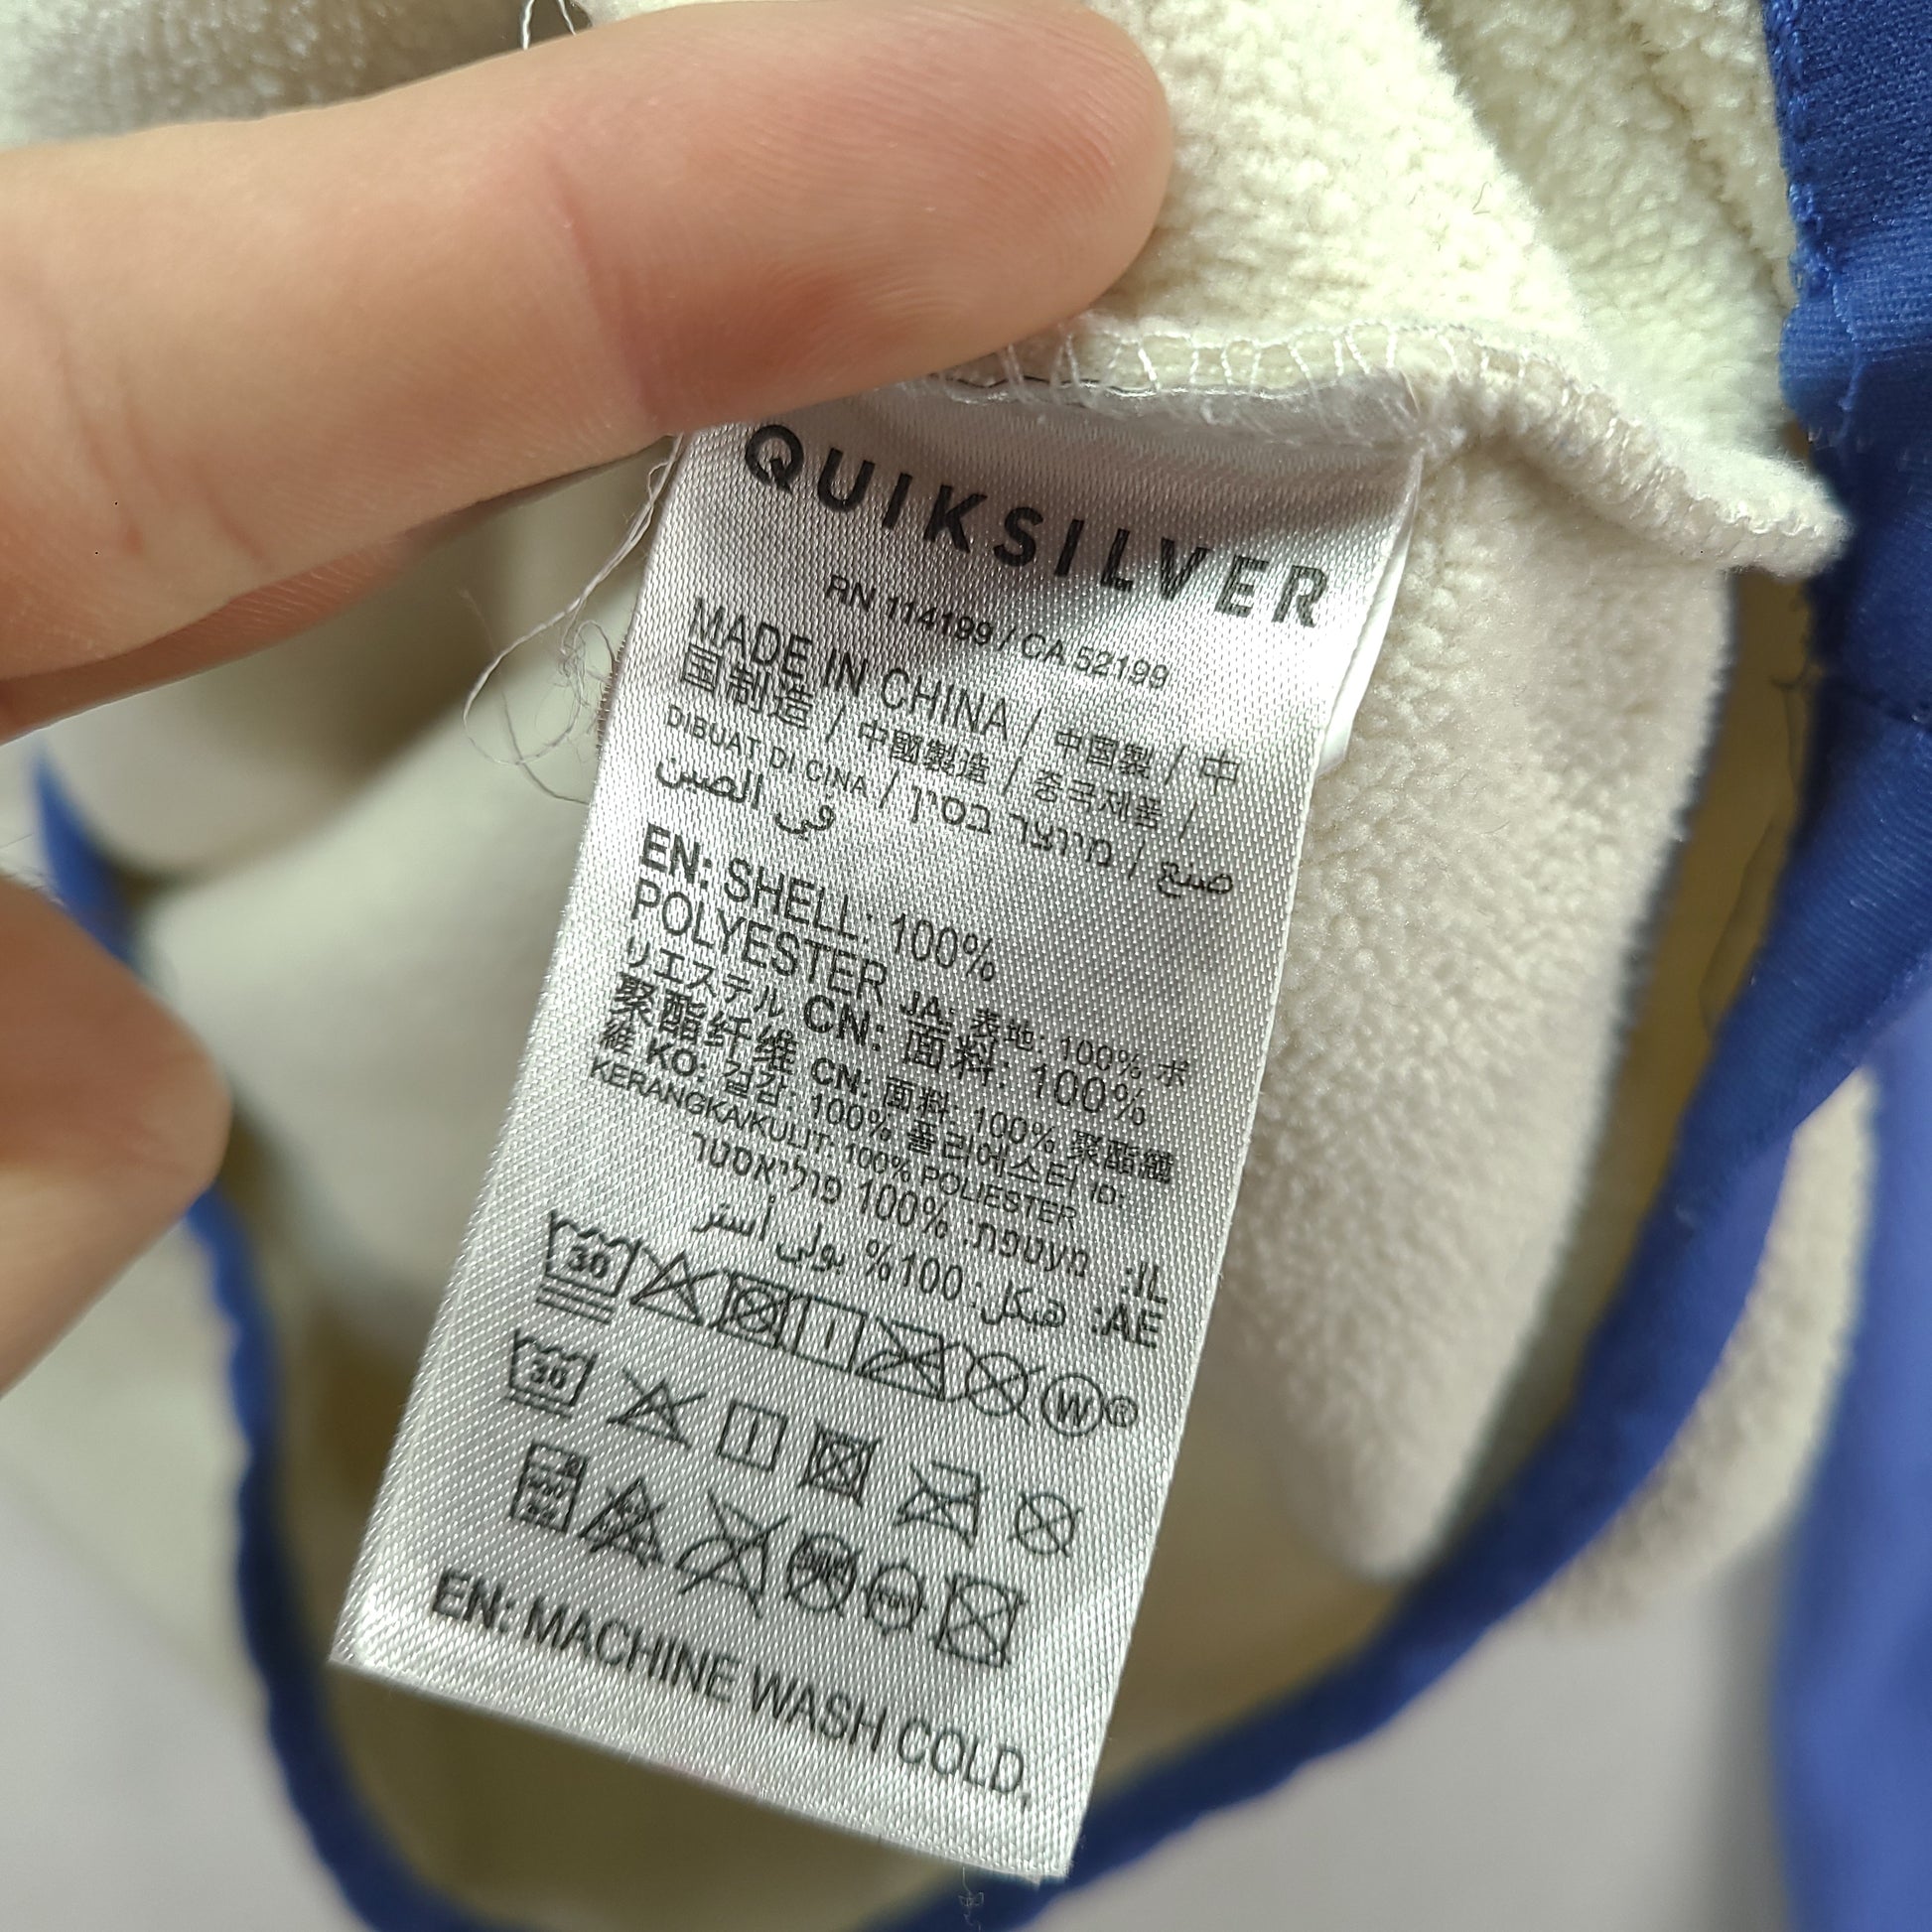 QUIKSILVER
RN 114199 / CA 52199
MADE IN CHINA / 中国製 / 中
国制造 / 中國製造 / 중국제품 /
DIBUAT DI CINA / מיוצר בסין / صنع
في الصين
EN: SHELL: 100%
POLYESTER JA: 表地: 100% ポ
リエステル CN: 面料: 100%
聚酯纤维 CN: 面料: 100% 聚酯纖
維 KO: 겉감: 100% 폴리에스터 ID:
KERANGKA/KULIT: 100% POLIESTER
IL: מעטפת: 100% פוליאסטר
AE: هيكل: 100% بولي أستر
30
W®
30
EN: MACHINE WASH COLD,